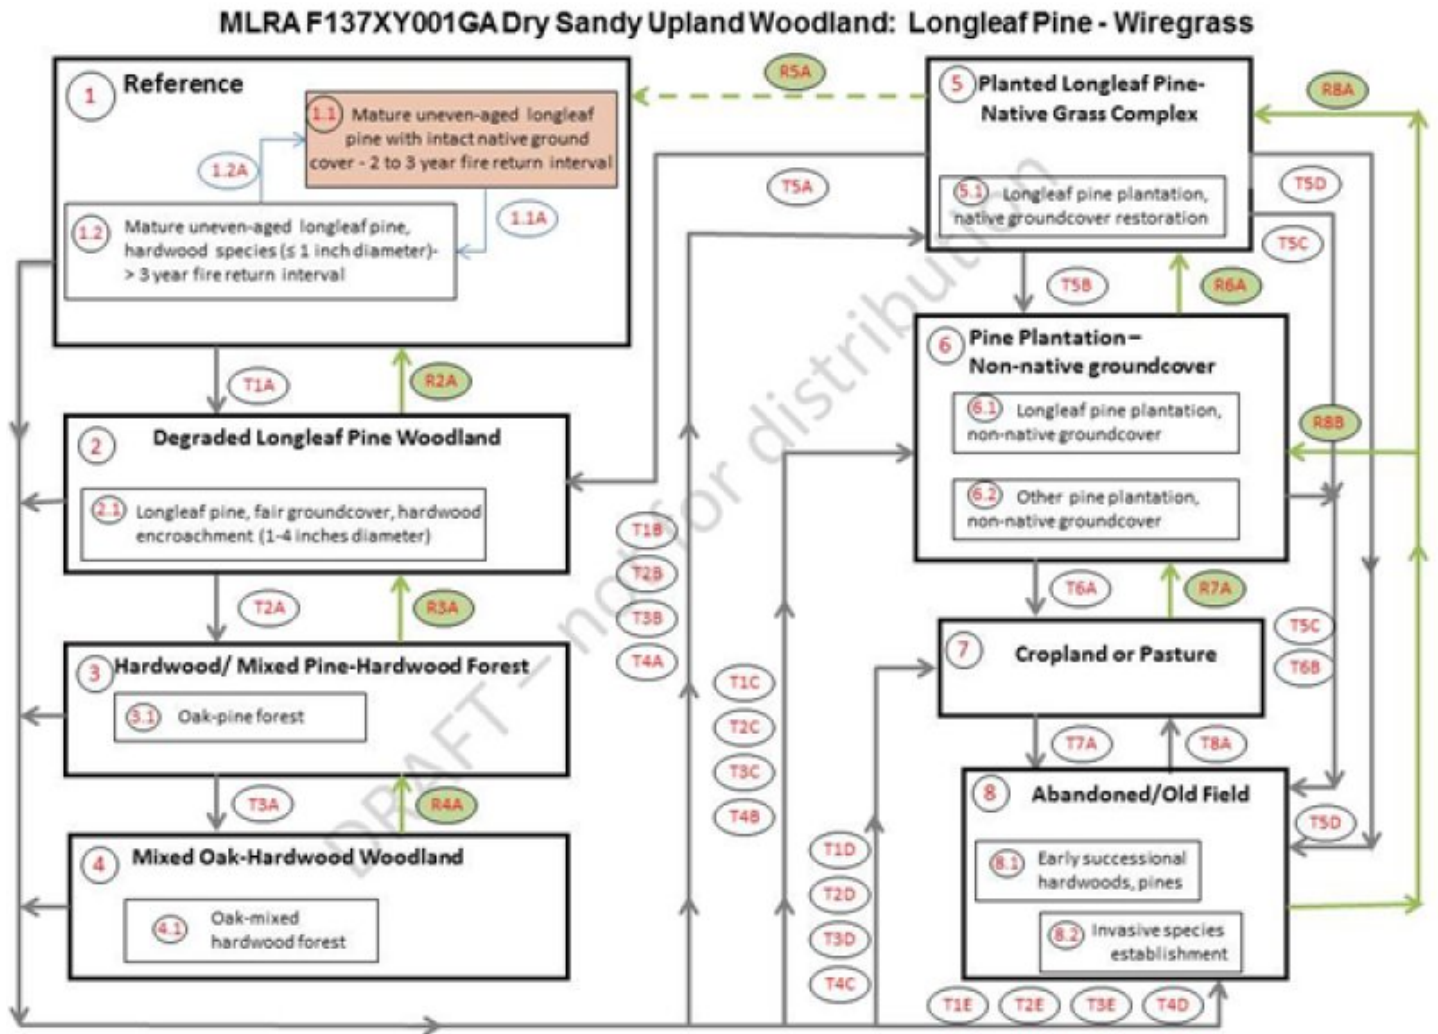 MLRA F137XY001GA Dry Sandy Upland Woodland: Longleaf Pine - Wiregrass
1
Reference
1.1
Mature uneven-aged longleaf
pine with intact native ground
cover - 2 to 3 year fire return interval
1.2A
1.1A
1.2
Mature uneven-aged longleaf pine,
hardwood species (≤ 1 inch diameter)-
> 3 year fire return interval
T1A
R2A
2
Degraded Longleaf Pine Woodland
2.1
Longleaf pine, fair groundcover, hardwood
encroachment (1-4 inches diameter)
T2A
R3A
3
Hardwood/ Mixed Pine-Hardwood Forest
3.1
Oak-pine forest
T3A
R4A
4
Mixed Oak-Hardwood Woodland
4.1
Oak-mixed
hardwood forest
R5A
T5A
T1B
T2B
T3B
T4A
T1C
T2C
T3C
T4B
T1D
T2D
T3D
T4C
5
Planted Longleaf Pine-
Native Grass Complex
5.1
Longleaf pine plantation,
native groundcover restoration
R8A
T5D
T5C
T5B
R6A
6
Pine Plantation –
Non-native groundcover
6.1
Longleaf pine plantation,
non-native groundcover
6.2
Other pine plantation,
non-native groundcover
R8B
T6A
R7A
7
Cropland or Pasture
T5C
T6B
T7A
T8A
8
Abandoned/Old Field
8.1
Early successional
hardwoods, pines
8.2
Invasive species
establishment
T5D
T1E
T2E
T3E
T4D
DRAFT – not for distribution